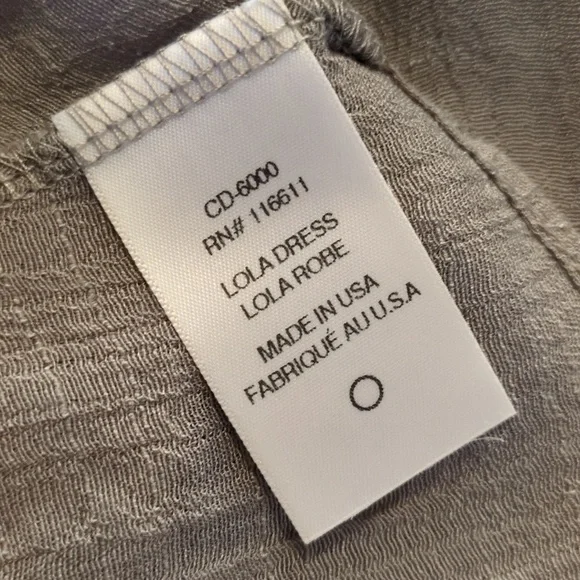 CD-6000
RN# 116611
LOLA DRESS
LOLA ROBE
MADE IN USA
FABRIQUÉ AU U.S.A